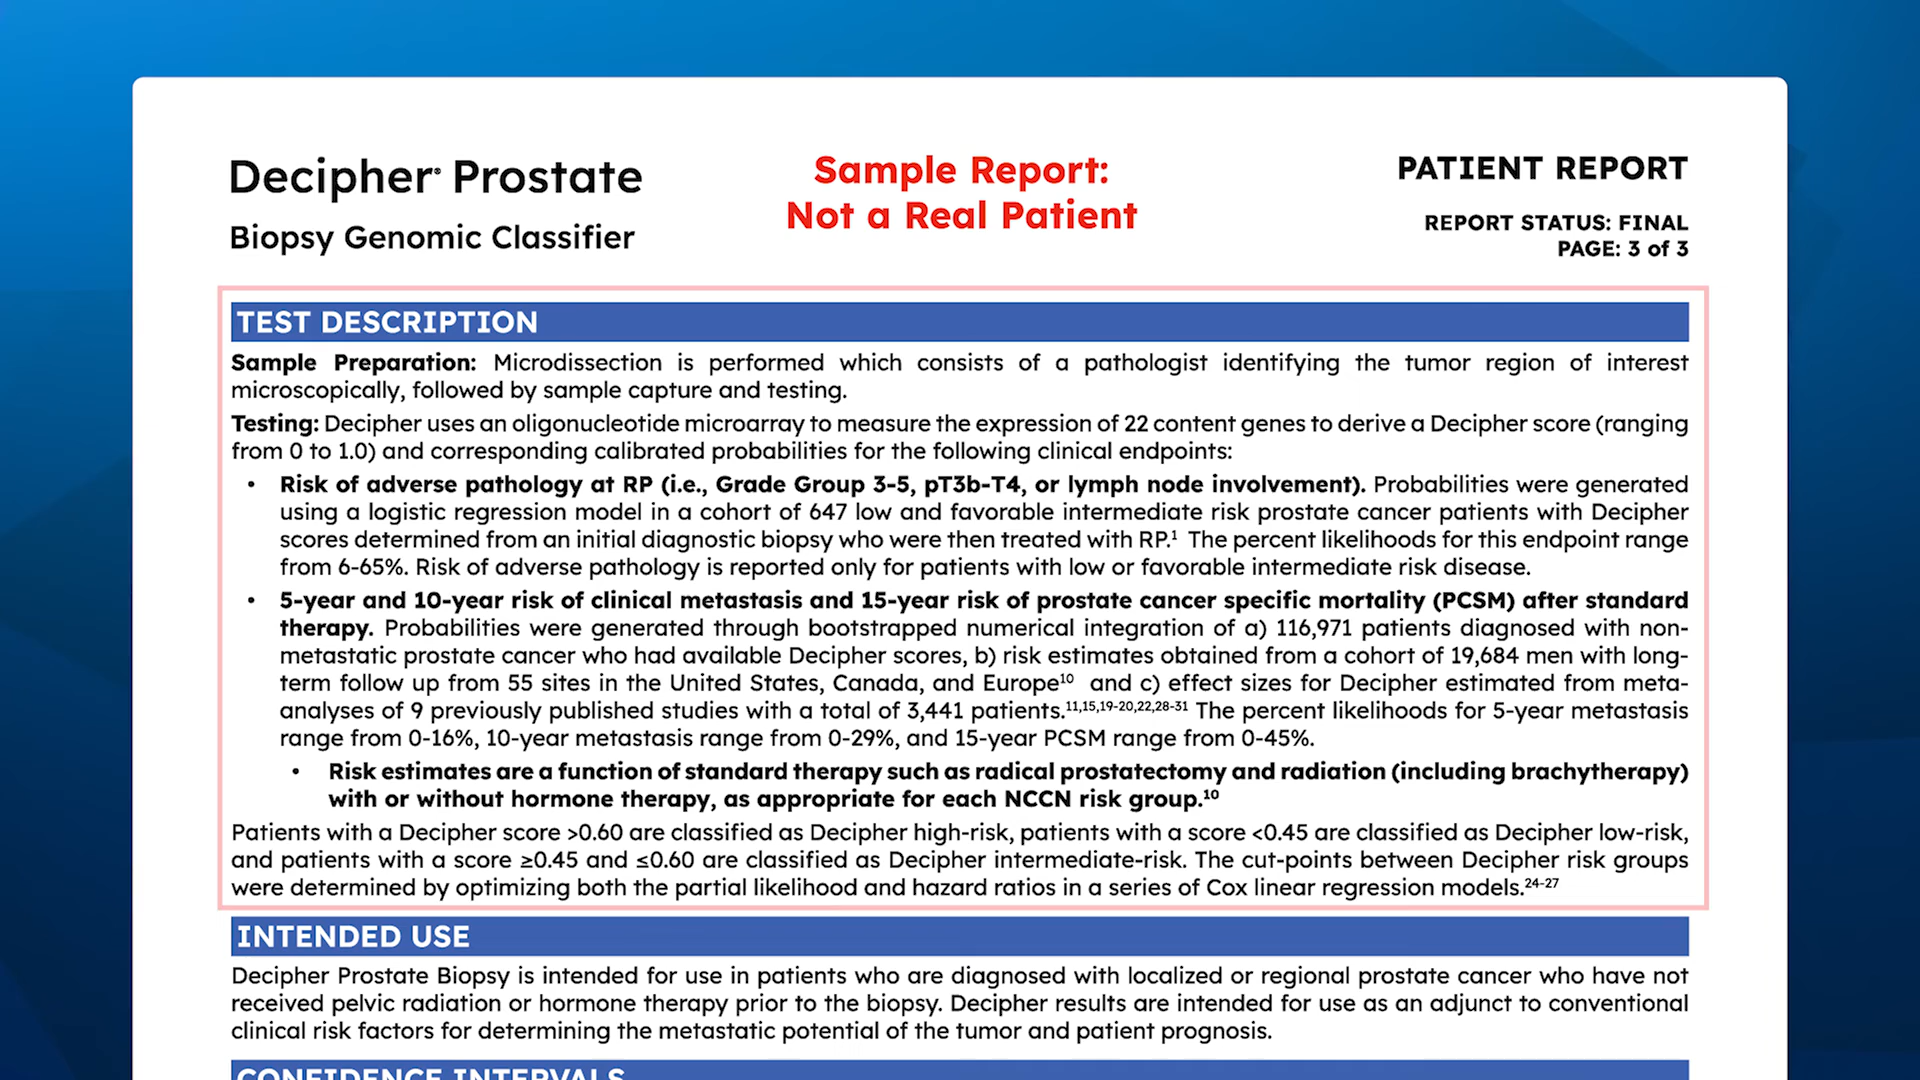 Decipher® Prostate
Biopsy Genomic Classifier
Sample Report:
Not a Real Patient
PATIENT REPORT
REPORT STATUS: FINAL
PAGE: 3 of 3
TEST DESCRIPTION
Sample Preparation: Microdissection is performed which consists of a pathologist identifying the tumor region of interest
microscopically, followed by sample capture and testing.
Testing: Decipher uses an oligonucleotide microarray to measure the expression of 22 content genes to derive a Decipher score (ranging
from 0 to 1.0) and corresponding calibrated probabilities for the following clinical endpoints:
• Risk of adverse pathology at RP (i.e., Grade Group 3-5, pT3b-T4, or lymph node involvement). Probabilities were generated
using a logistic regression model in a cohort of 647 low and favorable intermediate risk prostate cancer patients with Decipher
scores determined from an initial diagnostic biopsy who were then treated with RP.¹ The percent likelihoods for this endpoint range
from 6-65%. Risk of adverse pathology is reported only for patients with low or favorable intermediate risk disease.
• 5-year and 10-year risk of clinical metastasis and 15-year risk of prostate cancer specific mortality (PCSM) after standard
therapy. Probabilities were generated through bootstrapped numerical integration of a) 116,971 patients diagnosed with non-
metastatic prostate cancer who had available Decipher scores, b) risk estimates obtained from a cohort of 19,684 men with long-
term follow up from 55 sites in the United States, Canada, and Europe¹⁰ and c) effect sizes for Decipher estimated from meta-
analyses of 9 previously published studies with a total of 3,441 patients.¹¹,¹⁵,¹⁹⁻²⁰,²²,²⁸⁻³¹ The percent likelihoods for 5-year metastasis
range from 0-16%, 10-year metastasis range from 0-29%, and 15-year PCSM range from 0-45%.
• Risk estimates are a function of standard therapy such as radical prostatectomy and radiation (including brachytherapy)
with or without hormone therapy, as appropriate for each NCCN risk group.¹⁰
Patients with a Decipher score >0.60 are classified as Decipher high-risk, patients with a score <0.45 are classified as Decipher low-risk,
and patients with a score ≥0.45 and ≤0.60 are classified as Decipher intermediate-risk. The cut-points between Decipher risk groups
were determined by optimizing both the partial likelihood and hazard ratios in a series of Cox linear regression models.²⁴⁻²⁷
INTENDED USE
Decipher Prostate Biopsy is intended for use in patients who are diagnosed with localized or regional prostate cancer who have not
received pelvic radiation or hormone therapy prior to the biopsy. Decipher results are intended for use as an adjunct to conventional
clinical risk factors for determining the metastatic potential of the tumor and patient prognosis.
CONFIDENCE INTERVALS